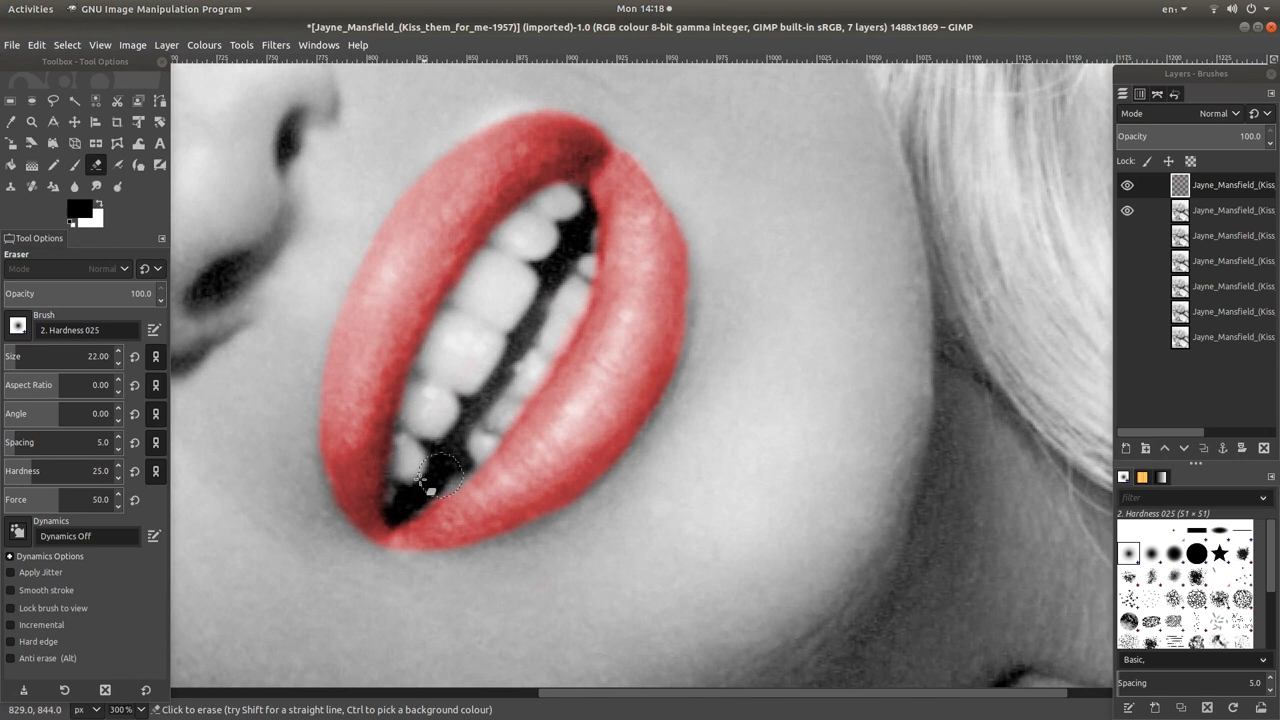 Activities GNU Image Manipulation Program Mon 14:18 en₁
*[Jayne_Mansfield_(Kiss_them_for_me-1957)] (imported)-1.0 (RGB colour 8-bit gamma integer, GIMP built-in sRGB, 7 layers) 1488x1869 – GIMP
File Edit Select View Image Layer Colours Tools Filters Windows Help
Toolbox - Tool Options
Layers - Brushes
Mode Normal
Opacity 100.0
Lock:
Jayne_Mansfield_(Kiss
Jayne_Mansfield_(Kiss
Jayne_Mansfield_(Kiss
Jayne_Mansfield_(Kiss
Jayne_Mansfield_(Kiss
Jayne_Mansfield_(Kiss
Jayne_Mansfield_(Kiss
Tool Options
Eraser
Mode Normal
Opacity 100.0
Brush
2. Hardness 025
Size 22.00
Aspect Ratio 0.00
Angle 0.00
Spacing 5.0
Hardness 25.0
Force 50.0
Dynamics
Dynamics Off
Dynamics Options
Apply Jitter
Smooth stroke
Lock brush to view
Incremental
Hard edge
Anti erase (Alt)
filter
2. Hardness 025 (51 × 51)
Basic,
Spacing 5.0
829.0, 844.0 px 300% Click to erase (try Shift for a straight line, Ctrl to pick a background colour)